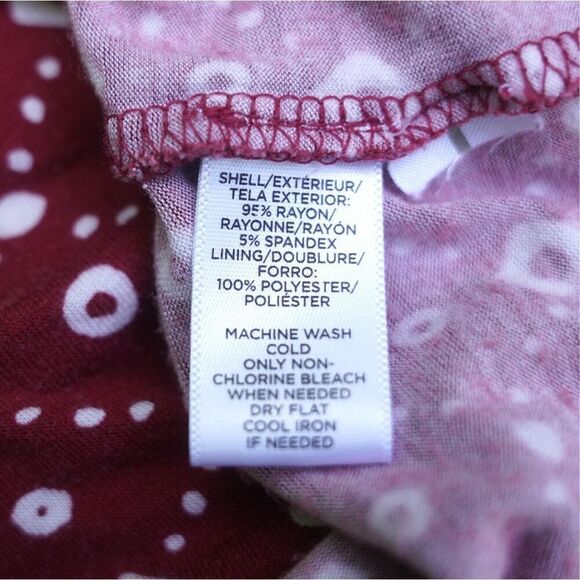 SHELL/EXTÉRIEUR/
TELA EXTERIOR:
95% RAYON/
RAYONNE/RAYÓN
5% SPANDEX
LINING/DOUBLURE/
FORRO:
100% POLYESTER/
POLIÉSTER
MACHINE WASH
COLD
ONLY NON-
CHLORINE BLEACH
WHEN NEEDED
DRY FLAT
COOL IRON
IF NEEDED